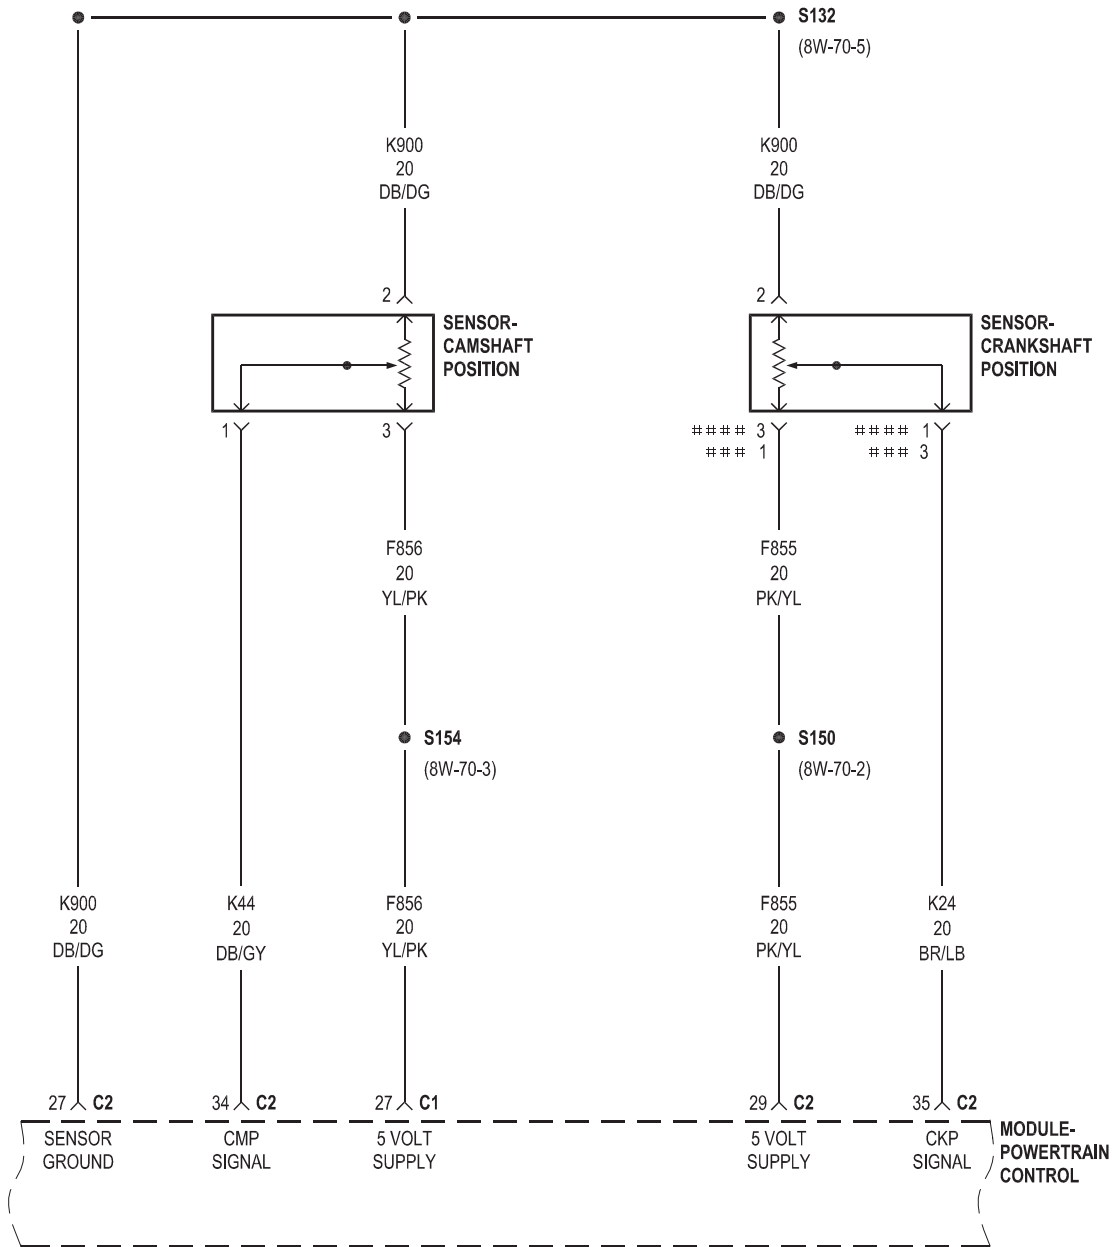 S132
(8W-70-5)
K900
20
DB/DG
K900
20
DB/DG
2
2
SENSOR-
CAMSHAFT
POSITION
SENSOR-
CRANKSHAFT
POSITION
1
3
#### 3
### 1
#### 1
### 3
F856
20
YL/PK
F855
20
PK/YL
S154
(8W-70-3)
S150
(8W-70-2)
K900
20
DB/DG
K44
20
DB/GY
F856
20
YL/PK
F855
20
PK/YL
K24
20
BR/LB
27 C2
34 C2
27 C1
29 C2
35 C2
SENSOR
GROUND
CMP
SIGNAL
5 VOLT
SUPPLY
5 VOLT
SUPPLY
CKP
SIGNAL
MODULE-
POWERTRAIN
CONTROL